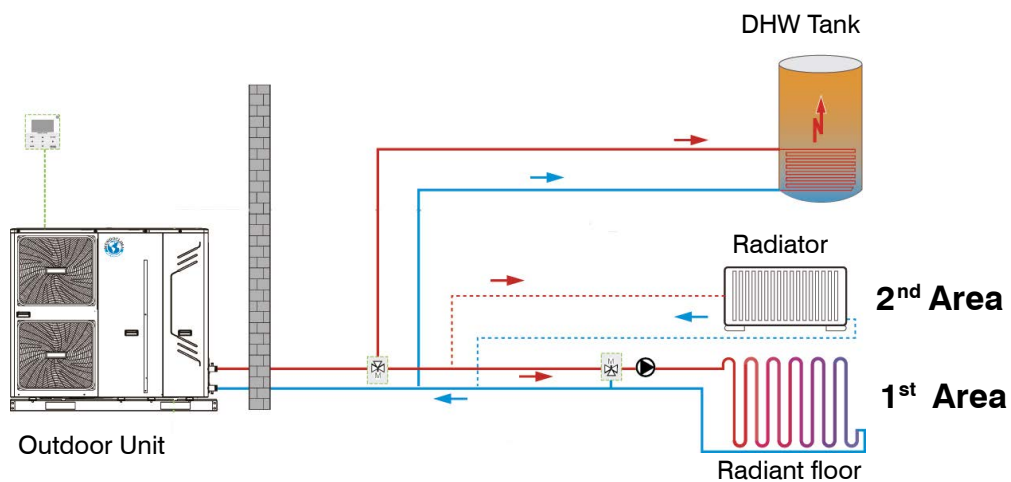 DHW Tank
Radiator
2nd Area
M
M
1st Area
Outdoor Unit
Radiant floor